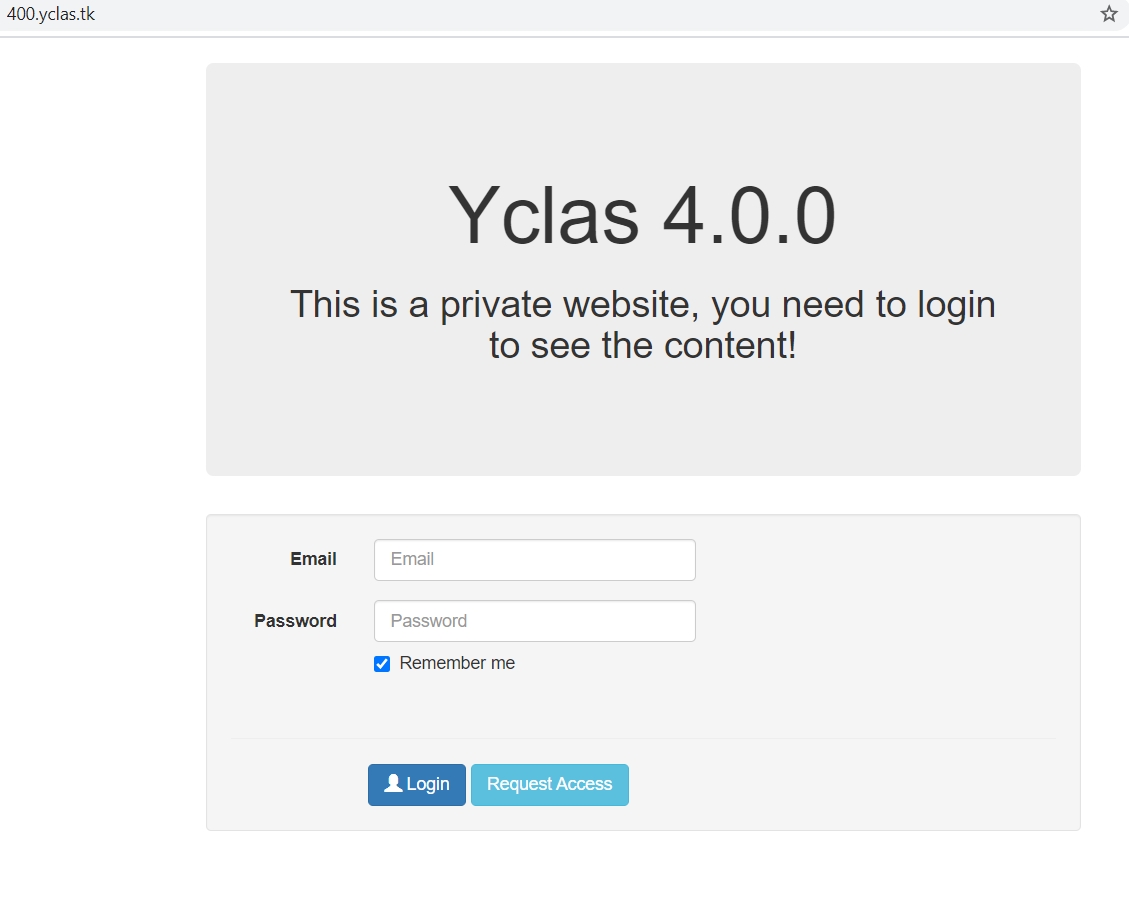 400.yclas.tk
Yclas 4.0.0
This is a private website, you need to login
to see the content!
Email
Email
Password
Password
Remember me
Login
Request Access